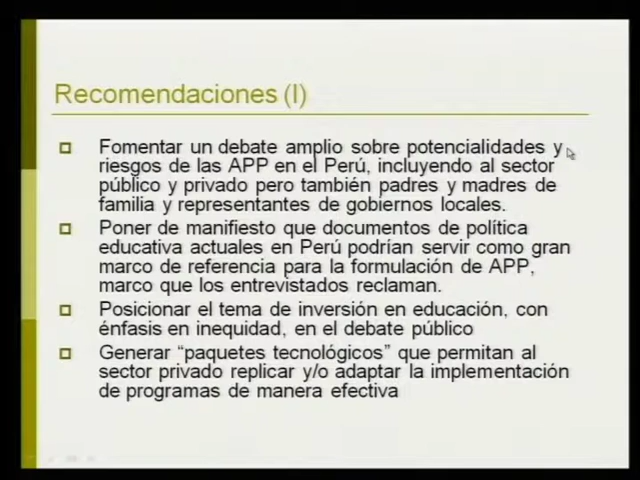 Recomendaciones (I)
Fomentar un debate amplio sobre potencialidades y
riesgos de las APP en el Perú, incluyendo al sector
público y privado pero también padres y madres de
familia y representantes de gobiernos locales.
Poner de manifiesto que documentos de política
educativa actuales en Perú podrían servir como gran
marco de referencia para la formulación de APP,
marco que los entrevistados reclaman.
Posicionar el tema de inversión en educación, con
énfasis en inequidad, en el debate público
Generar “paquetes tecnológicos” que permitan al
sector privado replicar y/o adaptar la implementación
de programas de manera efectiva